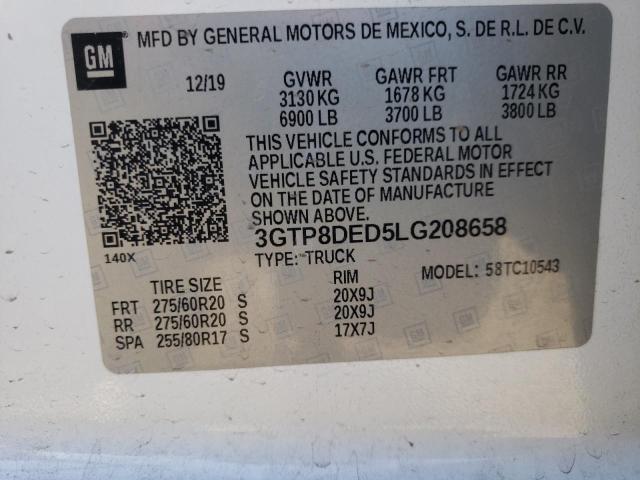 GM
MFD BY GENERAL MOTORS DE MEXICO, S. DE R.L. DE C.V.
12/19 GVWR GAWR FRT GAWR RR
3130 KG 1678 KG 1724 KG
6900 LB 3700 LB 3800 LB
THIS VEHICLE CONFORMS TO ALL
APPLICABLE U.S. FEDERAL MOTOR
VEHICLE SAFETY STANDARDS IN EFFECT
ON THE DATE OF MANUFACTURE
SHOWN ABOVE.
3GTP8DED5LG208658
140X TYPE: TRUCK MODEL: 58TC10543
TIRE SIZE RIM
FRT 275/60R20 S 20X9J
RR 275/60R20 S 20X9J
SPA 255/80R17 S 17X7J